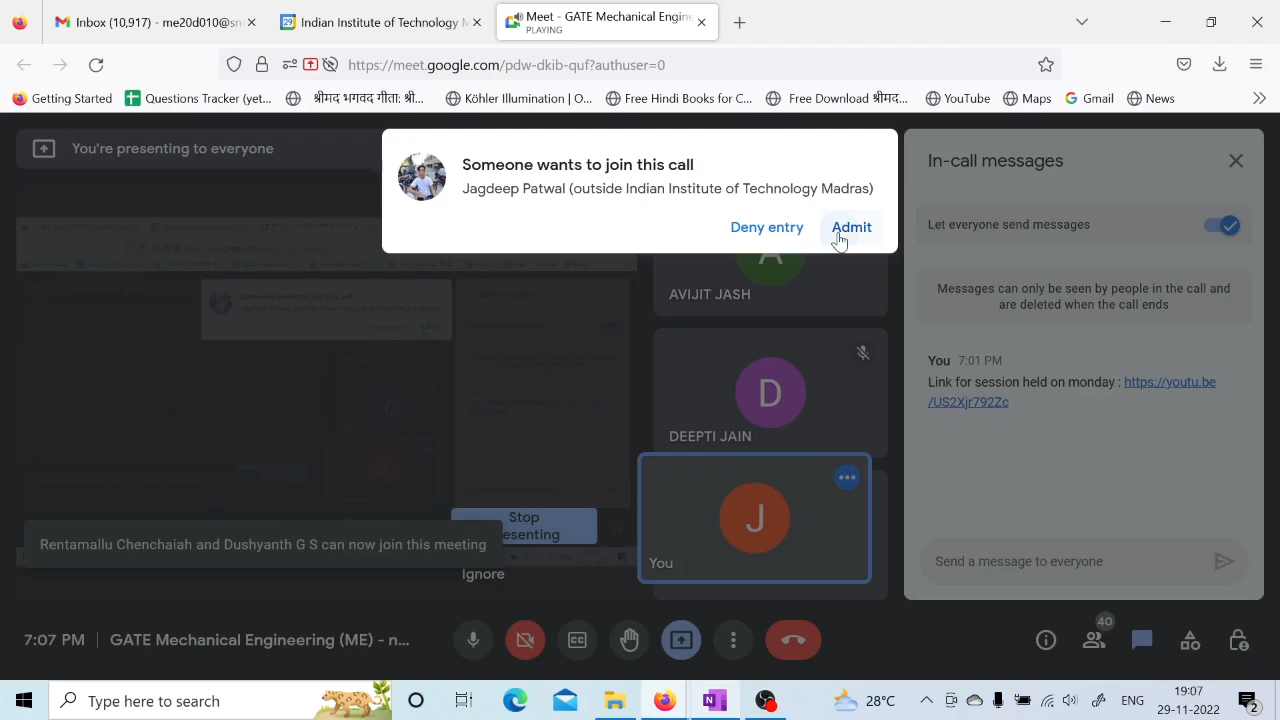 Inbox (10,917) - me20d010@sn
Indian Institute of Technology M
Meet - GATE Mechanical Engine
PLAYING
https://meet.google.com/pdw-dkib-quf?authuser=0
Getting Started
Questions Tracker (yet...
श्रीमद भगवद गीता: श्री...
Köhler Illumination | O...
Free Hindi Books for C...
Free Download श्रीमद...
YouTube
Maps
Gmail
News
You're presenting to everyone
Someone wants to join this call
Jagdeep Patwal (outside Indian Institute of Technology Madras)
Deny entry
Admit
In-call messages
Let everyone send messages
Messages can only be seen by people in the call and
are deleted when the call ends
You 7:01 PM
Link for session held on monday : https://youtu.be
/US2Xjr792Zc
A
AVIJIT JASH
D
DEEPTI JAIN
J
You
Stop
esenting
Ignore
Rentamallu Chenchaiah and Dushyanth G S can now join this meeting
Send a message to everyone
7:07 PM
GATE Mechanical Engineering (ME) - n...
40
Type here to search
28°C
ENG
19:07
29-11-2022
2